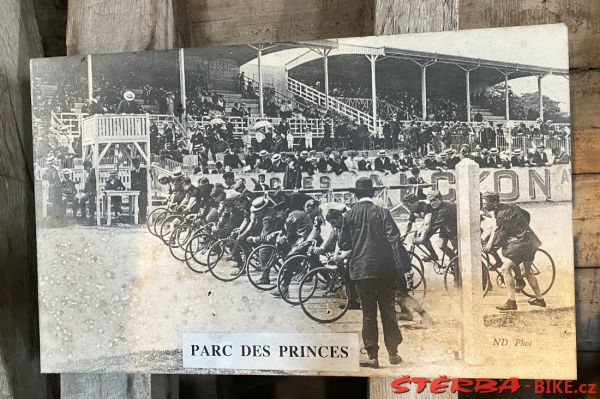 PARC DES PRINCES
ND Phot
ŠTĚRBA-BIKE.cz